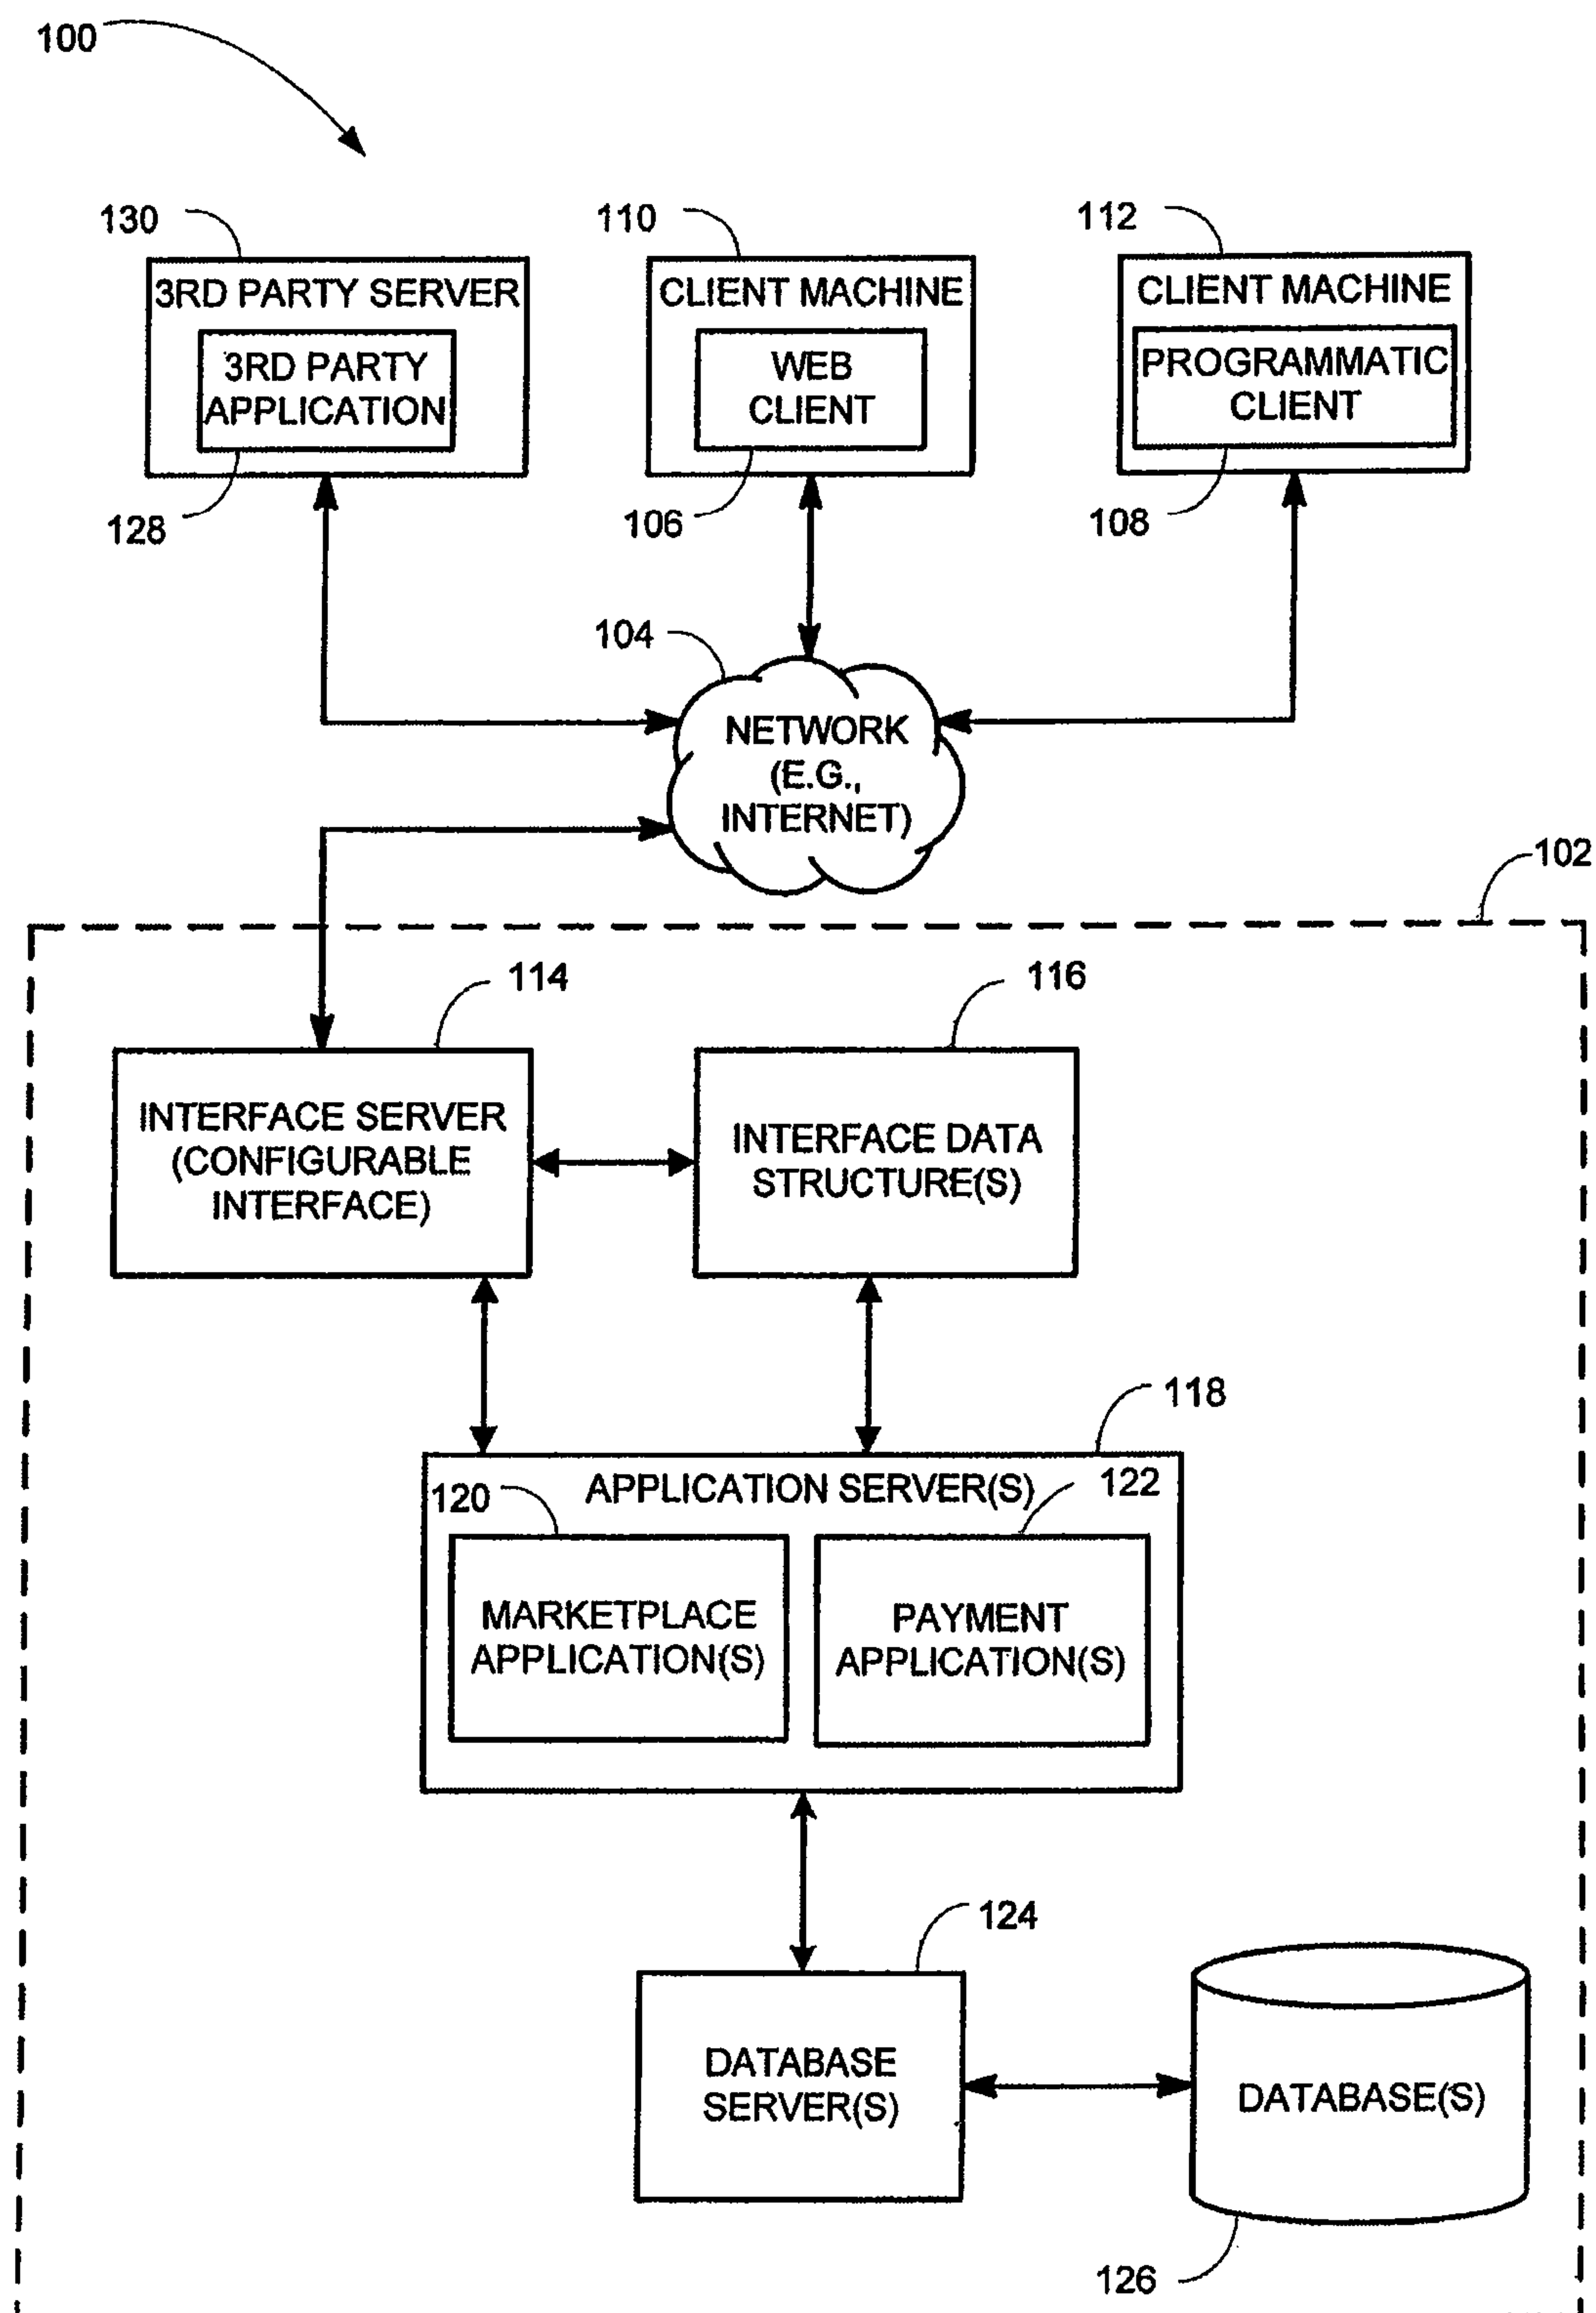 100
130
110
112
3RD PARTY SERVER
3RD PARTY
APPLICATION
CLIENT MACHINE
WEB
CLIENT
CLIENT MACHINE
PROGRAMMATIC
CLIENT
128
106
108
104
NETWORK
(E.G.,
INTERNET)
102
114
116
INTERFACE SERVER
(CONFIGURABLE
INTERFACE)
INTERFACE DATA
STRUCTURE(S)
118
APPLICATION SERVER(S)
120
122
MARKETPLACE
APPLICATION(S)
PAYMENT
APPLICATION(S)
124
DATABASE
SERVER(S)
DATABASE(S)
126